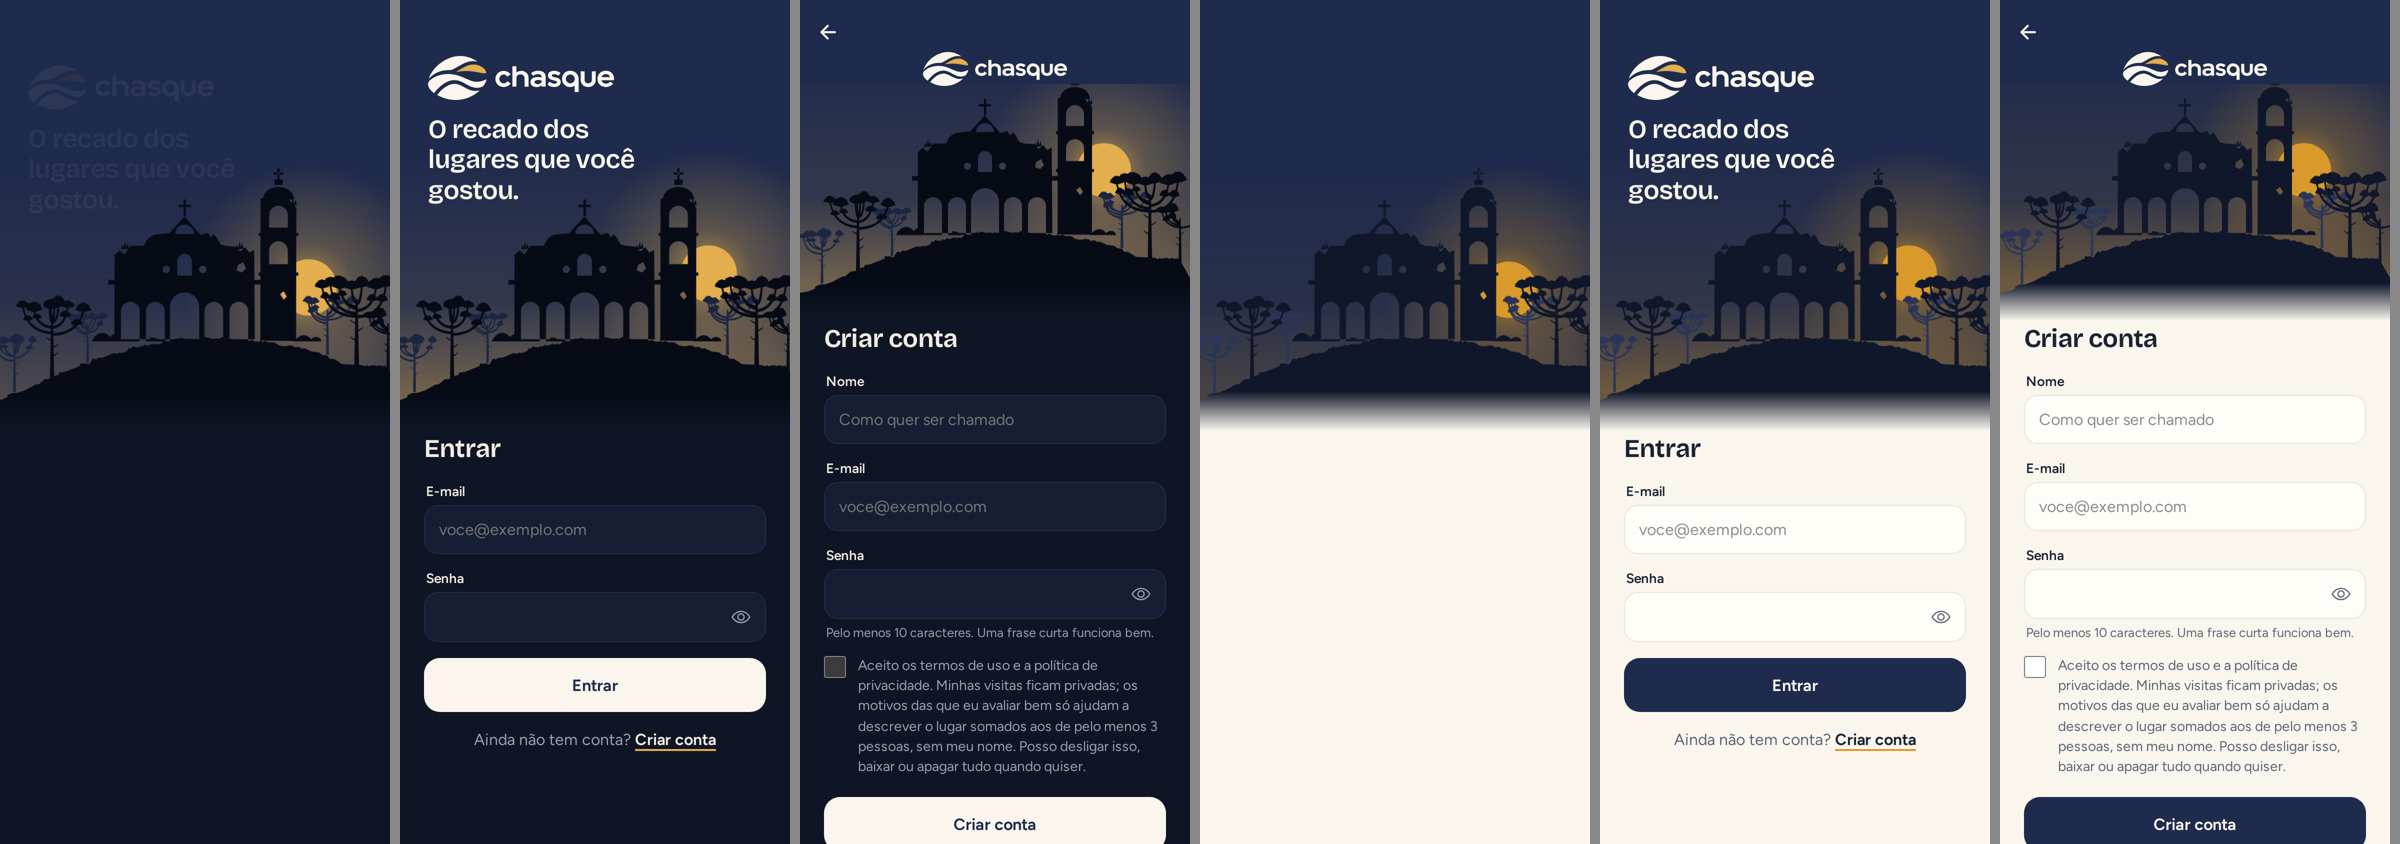 chasque
O recado dos
lugares que você
gostou.
chasque
O recado dos
lugares que você
gostou.
Entrar
E-mail
voce@exemplo.com
Senha
Entrar
Ainda não tem conta? Criar conta
chasque
Criar conta
Nome
Como quer ser chamado
E-mail
voce@exemplo.com
Senha
Pelo menos 10 caracteres. Uma frase curta funciona bem.
Aceito os termos de uso e a política de
privacidade. Minhas visitas ficam privadas; os
motivos das que eu avaliar bem só ajudam a
descrever o lugar somados aos de pelo menos 3
pessoas, sem meu nome. Posso desligar isso,
baixar ou apagar tudo quando quiser.
Criar conta
chasque
O recado dos
lugares que você
gostou.
Entrar
E-mail
voce@exemplo.com
Senha
Entrar
Ainda não tem conta? Criar conta
chasque
Criar conta
Nome
Como quer ser chamado
E-mail
voce@exemplo.com
Senha
Pelo menos 10 caracteres. Uma frase curta funciona bem.
Aceito os termos de uso e a política de
privacidade. Minhas visitas ficam privadas; os
motivos das que eu avaliar bem só ajudam a
descrever o lugar somados aos de pelo menos 3
pessoas, sem meu nome. Posso desligar isso,
baixar ou apagar tudo quando quiser.
Criar conta